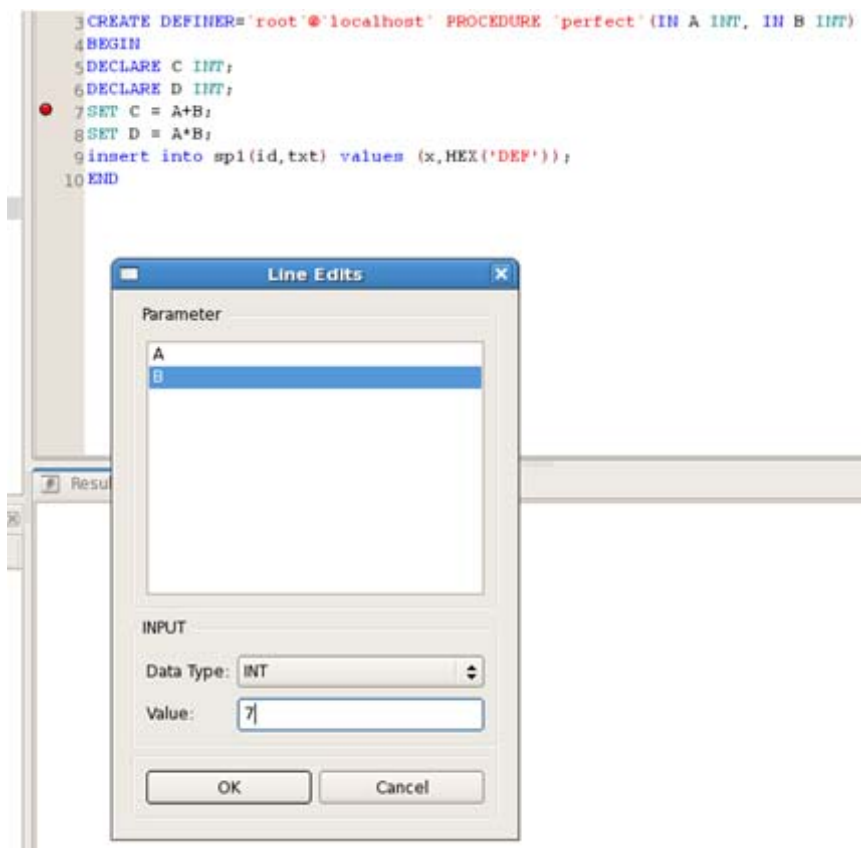 3 CREATE DEFINER=`root`@`localhost` PROCEDURE `perfect`(IN A INT, IN B INT)
4 BEGIN
5 DECLARE C INT;
6 DECLARE D INT;
7 SET C = A+B;
8 SET D = A*B;
9 insert into sp1(id,txt) values (x,HEX('DEF'));
10 END
Line Edits
Parameter
A
B
Resul
INPUT
Data Type: INT
Value: 7
OK Cancel